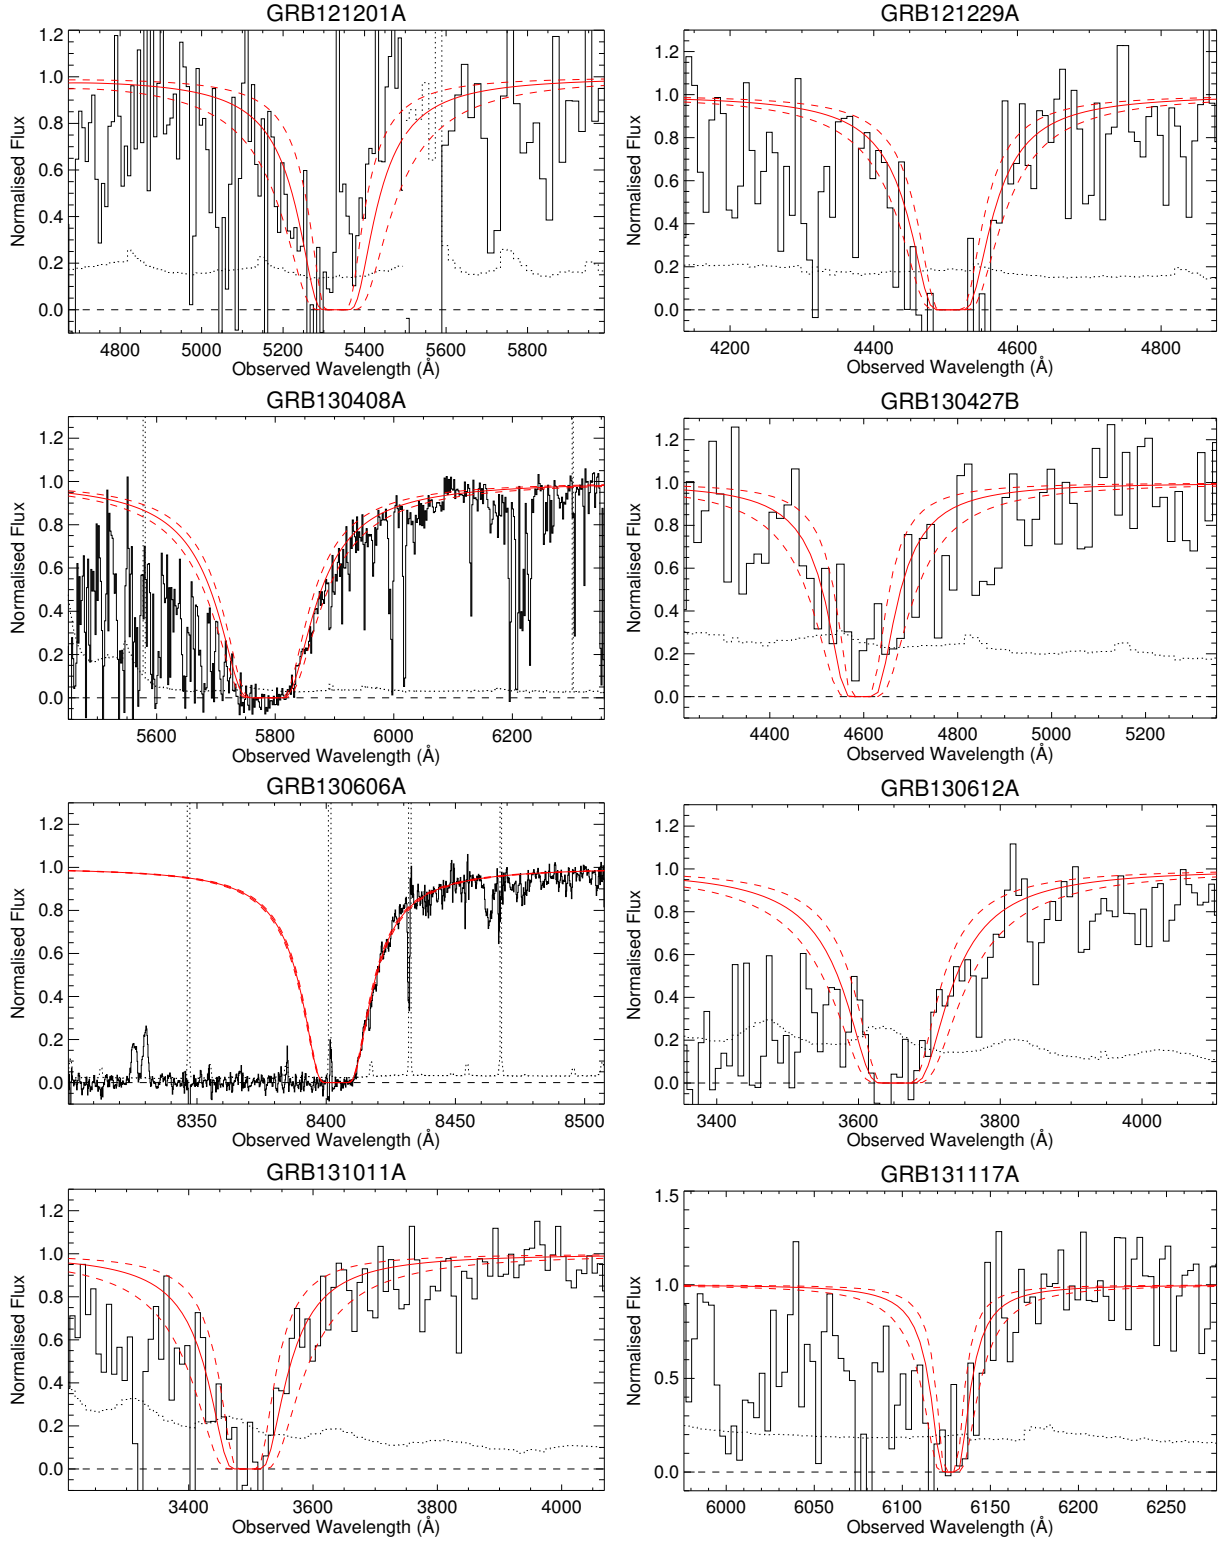 GRB121201A
GRB121229A
Normalised Flux
1.2
1.0
0.8
0.6
0.4
0.2
0.0
4800 5000 5200 5400 5600 5800
Observed Wavelength (Å)
Normalised Flux
1.2
1.0
0.8
0.6
0.4
0.2
0.0
4200 4400 4600 4800
Observed Wavelength (Å)
GRB130408A
GRB130427B
Normalised Flux
1.2
1.0
0.8
0.6
0.4
0.2
0.0
5600 5800 6000 6200
Observed Wavelength (Å)
Normalised Flux
1.2
1.0
0.8
0.6
0.4
0.2
0.0
4400 4600 4800 5000 5200
Observed Wavelength (Å)
GRB130606A
GRB130612A
Normalised Flux
1.2
1.0
0.8
0.6
0.4
0.2
0.0
8350 8400 8450 8500
Observed Wavelength (Å)
Normalised Flux
1.2
1.0
0.8
0.6
0.4
0.2
0.0
3400 3600 3800 4000
Observed Wavelength (Å)
GRB131011A
GRB131117A
Normalised Flux
1.2
1.0
0.8
0.6
0.4
0.2
0.0
3400 3600 3800 4000
Observed Wavelength (Å)
Normalised Flux
1.5
1.0
0.5
0.0
6000 6050 6100 6150 6200 6250
Observed Wavelength (Å)